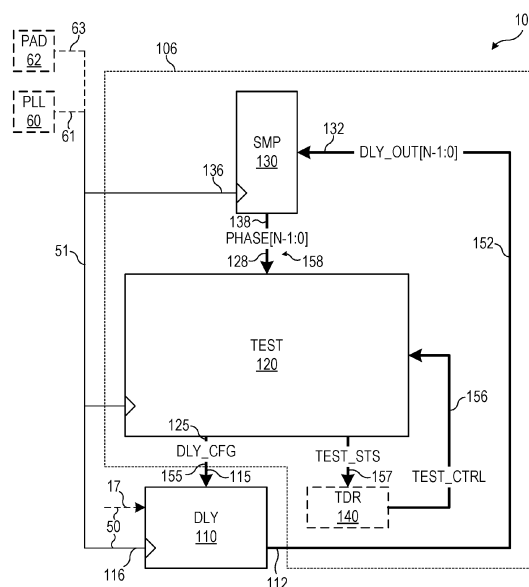 10
106
63
PAD
62
PLL
60
61
SMP
130
132
DLY_OUT[N-1:0]
136
138
PHASE[N-1:0]
128
158
152
51
TEST
120
156
125
DLY_CFG
TEST_STS
155
115
157
TEST_CTRL
17
TDR
140
DLY
110
50
116
112